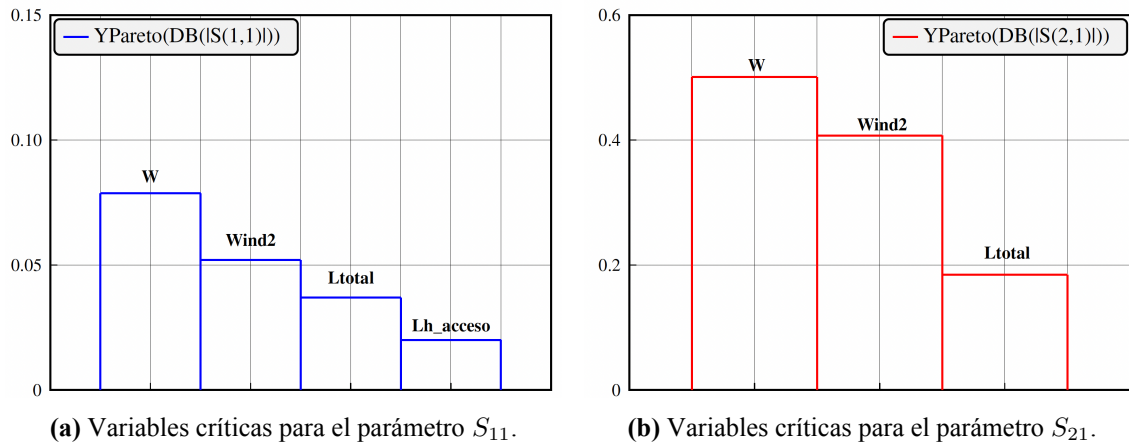 0.15
YPareto(DB(|S(1,1)|))
W
0.10
Wind2
0.05
Ltotal
Lh_acceso
0
(a) Variables críticas para el parámetro S₁₁.
0.6
YPareto(DB(|S(2,1)|))
W
Wind2
0.4
Ltotal
0.2
0
(b) Variables críticas para el parámetro S₂₁.